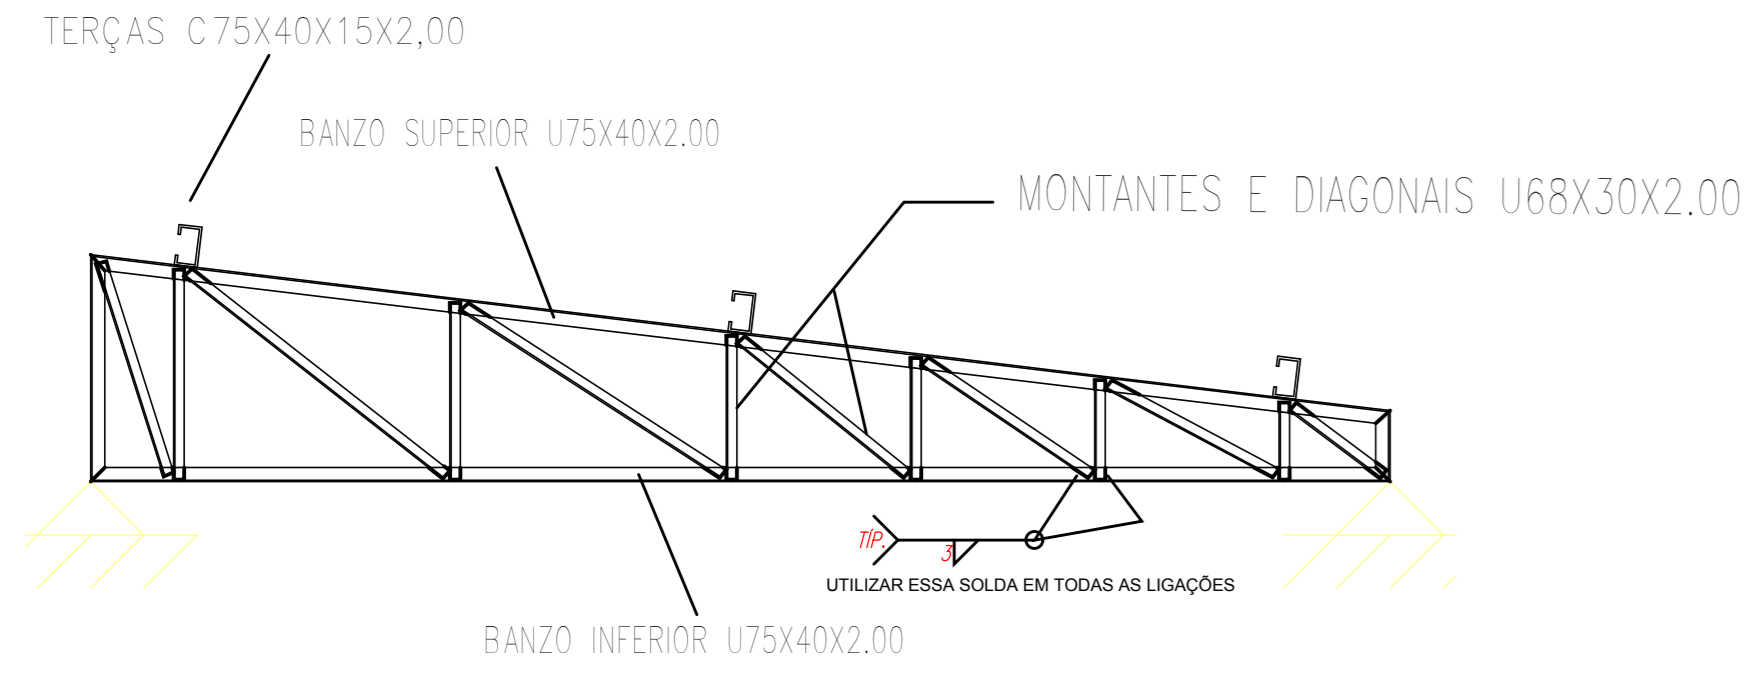 TERÇAS C75X40X15X2,00
BANZO SUPERIOR U75X40X2.00
MONTANTES E DIAGONAIS U68X30X2.00
TÍP.
3
UTILIZAR ESSA SOLDA EM TODAS AS LIGAÇÕES
BANZO INFERIOR U75X40X2.00